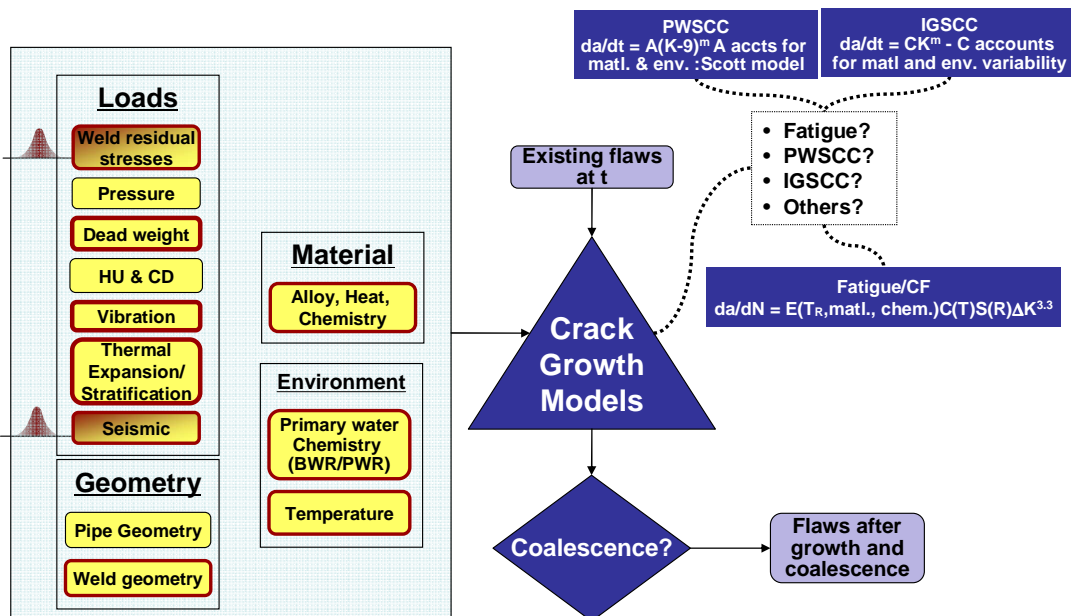 Loads
Weld residual
stresses
Pressure
Dead weight
HU & CD
Vibration
Thermal
Expansion/
Stratification
Seismic
Geometry
Pipe Geometry
Weld geometry
Material
Alloy, Heat,
Chemistry
Environment
Primary water
Chemistry
(BWR/PWR)
Temperature
Existing flaws
at t
Crack
Growth
Models
Coalescence?
Flaws after
growth and
coalescence
PWSCC
da/dt = A(K-9)ᵐ A accts for
matl. & env. :Scott model
IGSCC
da/dt = CKᵐ - C accounts
for matl and env. variability
• Fatigue?
• PWSCC?
• IGSCC?
• Others?
Fatigue/CF
da/dN = E(T_R,matl., chem.)C(T)S(R)ΔK³·³